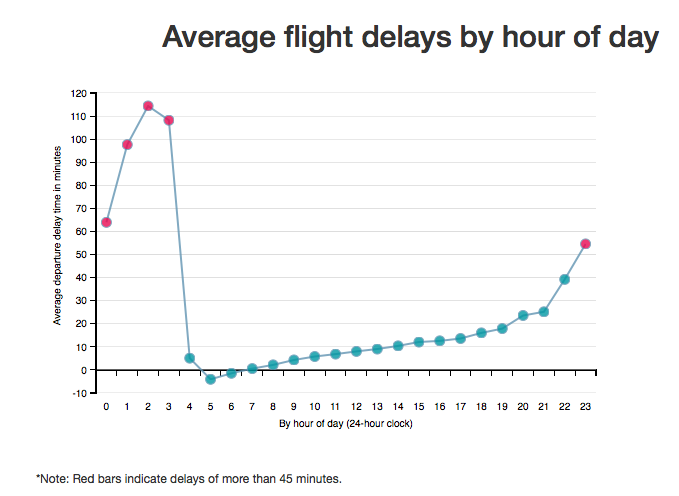 Average flight delays by hour of day
120
110
100
90
80
70
60
50
40
30
20
10
0
-10
Average departure delay time in minutes
0 1 2 3 4 5 6 7 8 9 10 11 12 13 14 15 16 17 18 19 20 21 22 23
By hour of day (24-hour clock)
*Note: Red bars indicate delays of more than 45 minutes.